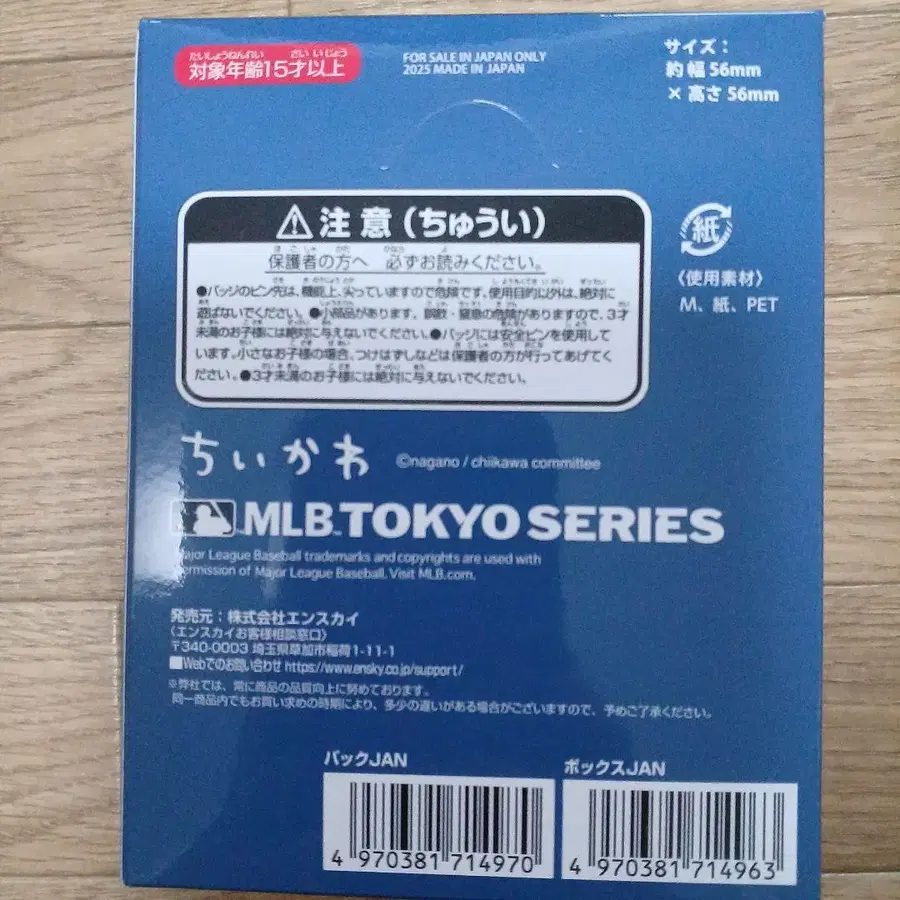 たいしょうねんれい さい いじょう
対象年齢15才以上
FOR SALE IN JAPAN ONLY
2025 MADE IN JAPAN
サイズ：
約 幅 56mm
× 高さ 56mm
紙
〈使用素材〉
M、紙、PET
注意（ちゅうい）
ほ ご しゃ かた かなら よ
保護者の方へ 必ずお読みください。
●バッジのピン先は、機能上、尖っていますので危険です。使用目的以外は、絶対に
遊ばないでください。●小部品があります。誤飲・窒息の危険がありますので、3才
未満のお子様には絶対に与えないでください。●バッジには安全ピンを使用して
います。小さなお子様の場合、つけはずしなどは保護者の方が行ってあげてく
ださい。●3才未満のお子様には絶対に与えないでください。
ちいかわ ©nagano / chiikawa committee
MLB TOKYO SERIES
Major League Baseball trademarks and copyrights are used with
permission of Major League Baseball. Visit MLB.com.
発売元：株式会社エンスカイ
〈エンスカイお客様相談窓口〉
〒340-0003 埼玉県草加市稲荷1-11-1
■Webでのお問い合わせ https://www.ensky.co.jp/support/
※弊社では、常に商品の品質向上に努めております。
同一商品内でもお買い求めの時期により、多少の違いがある場合がございますので、予めご了承ください。
パックJAN
4 970381 714970
ボックスJAN
4 970381 714963